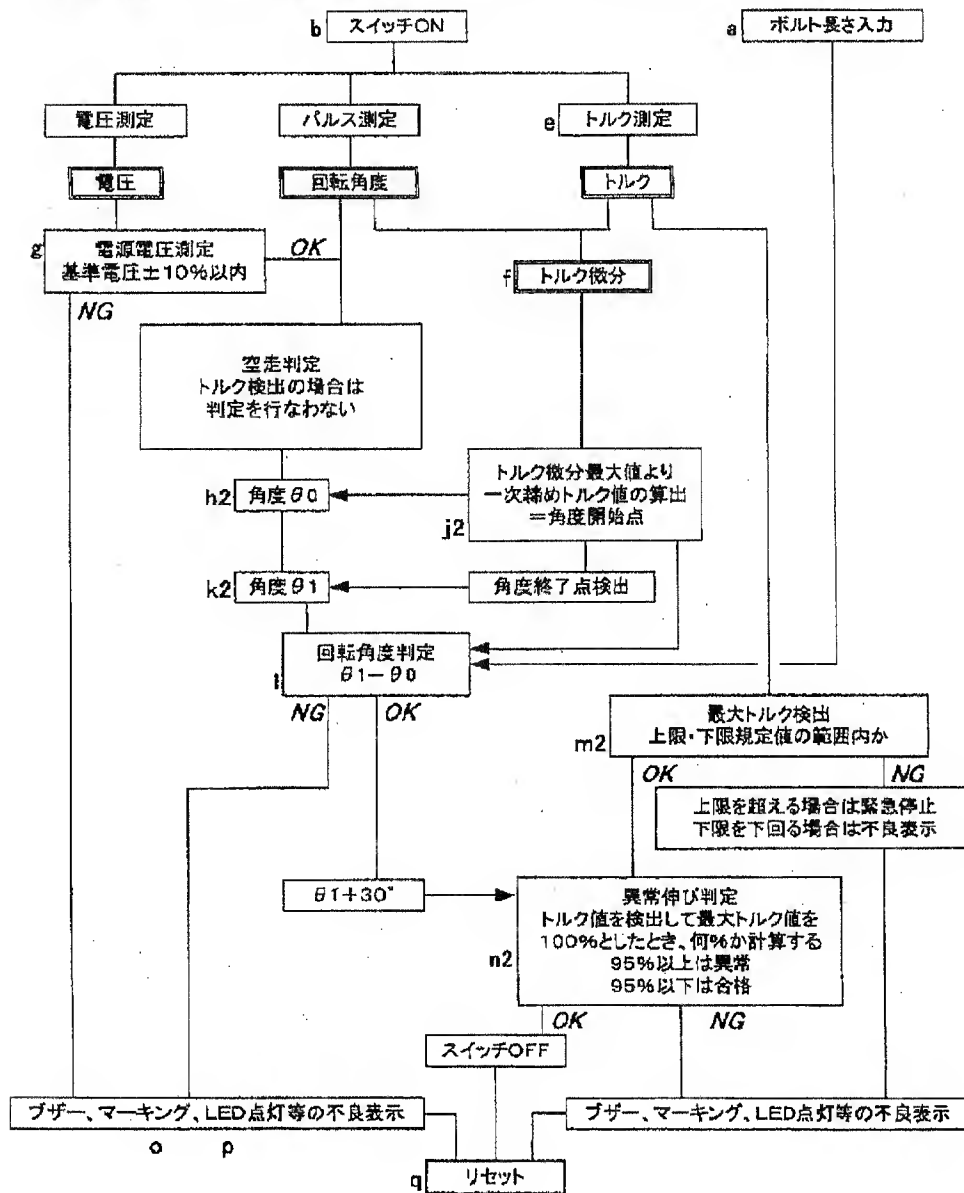 b スイッチON
a ボルト長さ入力
電圧測定
パルス測定
e トルク測定
電圧
回転角度
トルク
g 電源電圧測定
基準電圧±10%以内
OK
NG
f トルク微分
空走判定
トルク検出の場合は
判定を行なわない
h2 角度θ0
トルク微分最大値より
一次締めトルク値の算出
=角度開始点
j2
k2 角度θ1
角度終了点検出
回転角度判定
θ1-θ0
l
NG
OK
最大トルク検出
上限・下限規定値の範囲内か
m2
OK
NG
上限を超える場合は緊急停止
下限を下回る場合は不良表示
θ1+30°
異常伸び判定
トルク値を検出して最大トルク値を
100%としたとき、何%か計算する
95%以上は異常
95%以下は合格
n2
OK
NG
スイッチOFF
ブザー、マーキング、LED点灯等の不良表示
o p
ブザー、マーキング、LED点灯等の不良表示
q リセット